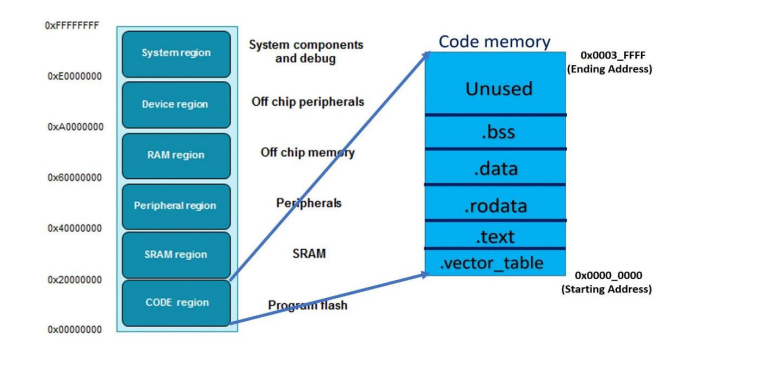 0xFFFFFFFF
System region
System components
and debug
0xE0000000
Device region
Off chip peripherals
0xA0000000
RAM region
Off chip memory
0x60000000
Peripheral region
Peripherals
0x40000000
SRAM region
SRAM
0x20000000
CODE region
Program flash
0x00000000
Code memory
0x0003_FFFF
(Ending Address)
Unused
.bss
.data
.rodata
.text
.vector_table
0x0000_0000
(Starting Address)